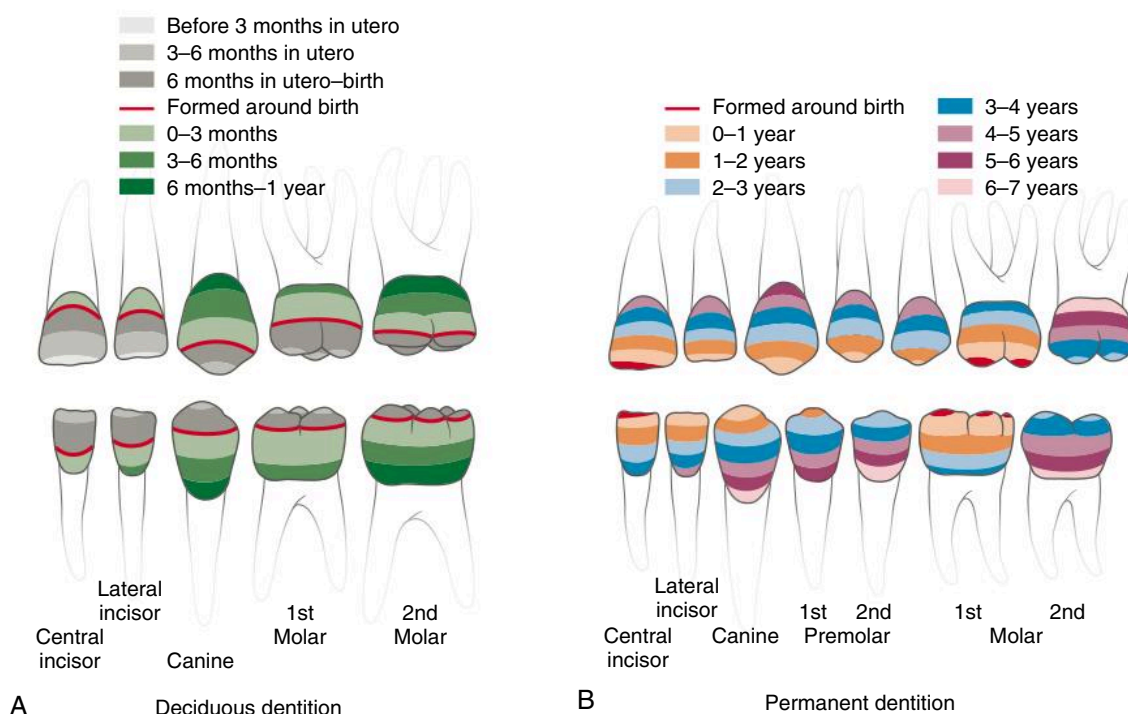 Before 3 months in utero
3–6 months in utero
6 months in utero–birth
Formed around birth
0–3 months
3–6 months
6 months–1 year
Central
incisor
Lateral
incisor
Canine
1st
Molar
2nd
Molar
A
Deciduous dentition
Formed around birth
0–1 year
1–2 years
2–3 years
3–4 years
4–5 years
5–6 years
6–7 years
Central
incisor
Lateral
incisor
Canine
1st 2nd
Premolar
1st 2nd
Molar
B
Permanent dentition